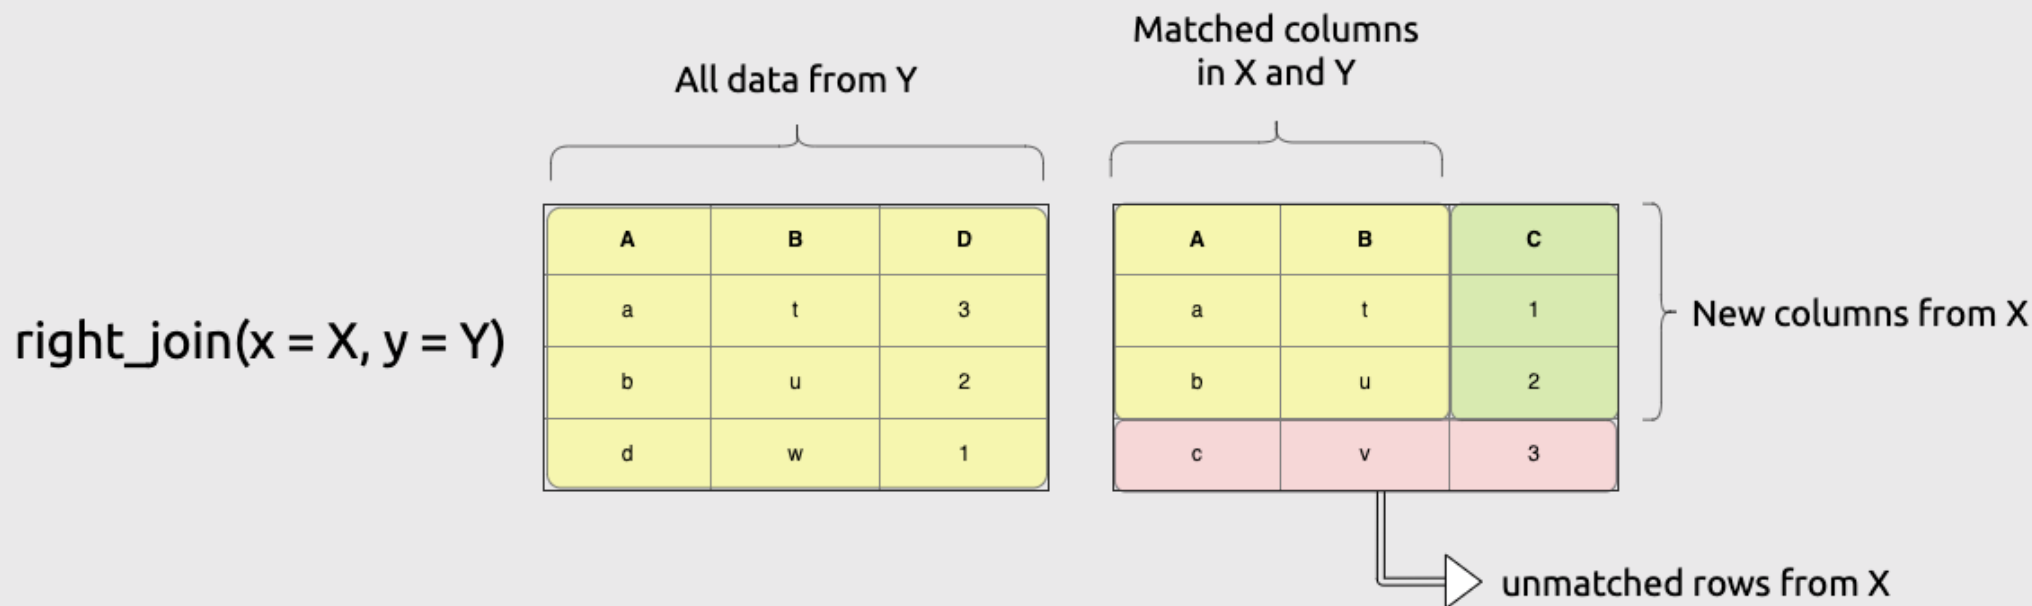 Matched columns
in X and Y
All data from Y
A B D
a t 3
b u 2
d w 1
A B C
a t 1
b u 2
c v 3
right_join(x = X, y = Y)
New columns from X
unmatched rows from X